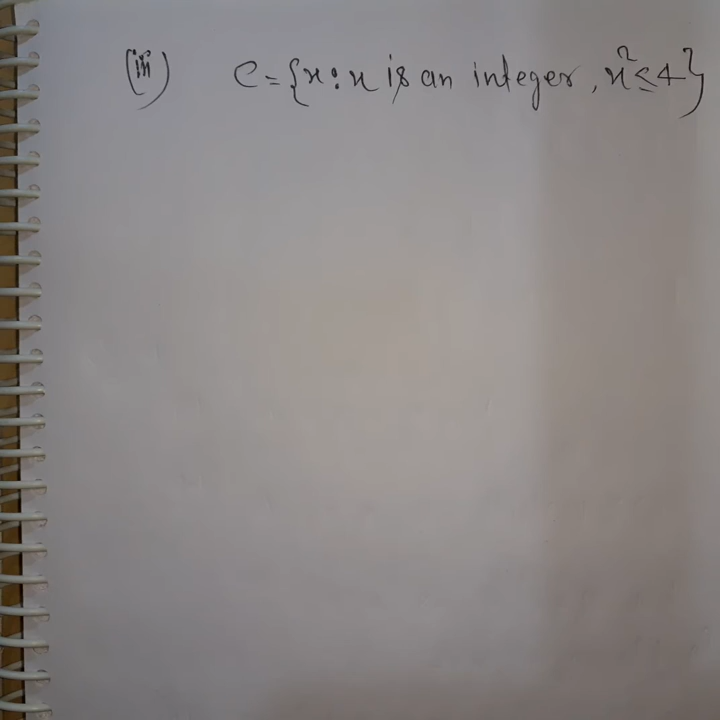 (iii) C = {x : x is an integer, x² ≤ 4}